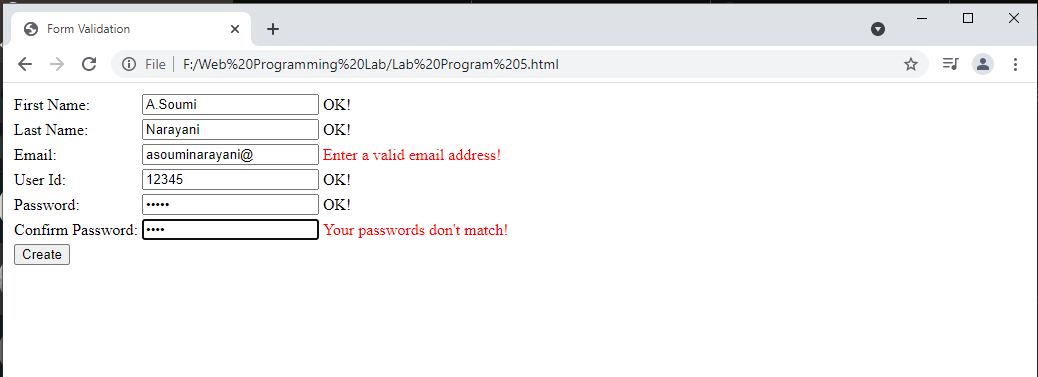 Form Validation
File F:/Web%20Programming%20Lab/Lab%20Program%205.html
First Name: A.Soumi OK!
Last Name: Narayani OK!
Email: asouminarayani@ Enter a valid email address!
User Id: 12345 OK!
Password: ••••• OK!
Confirm Password: •••• Your passwords don't match!
Create